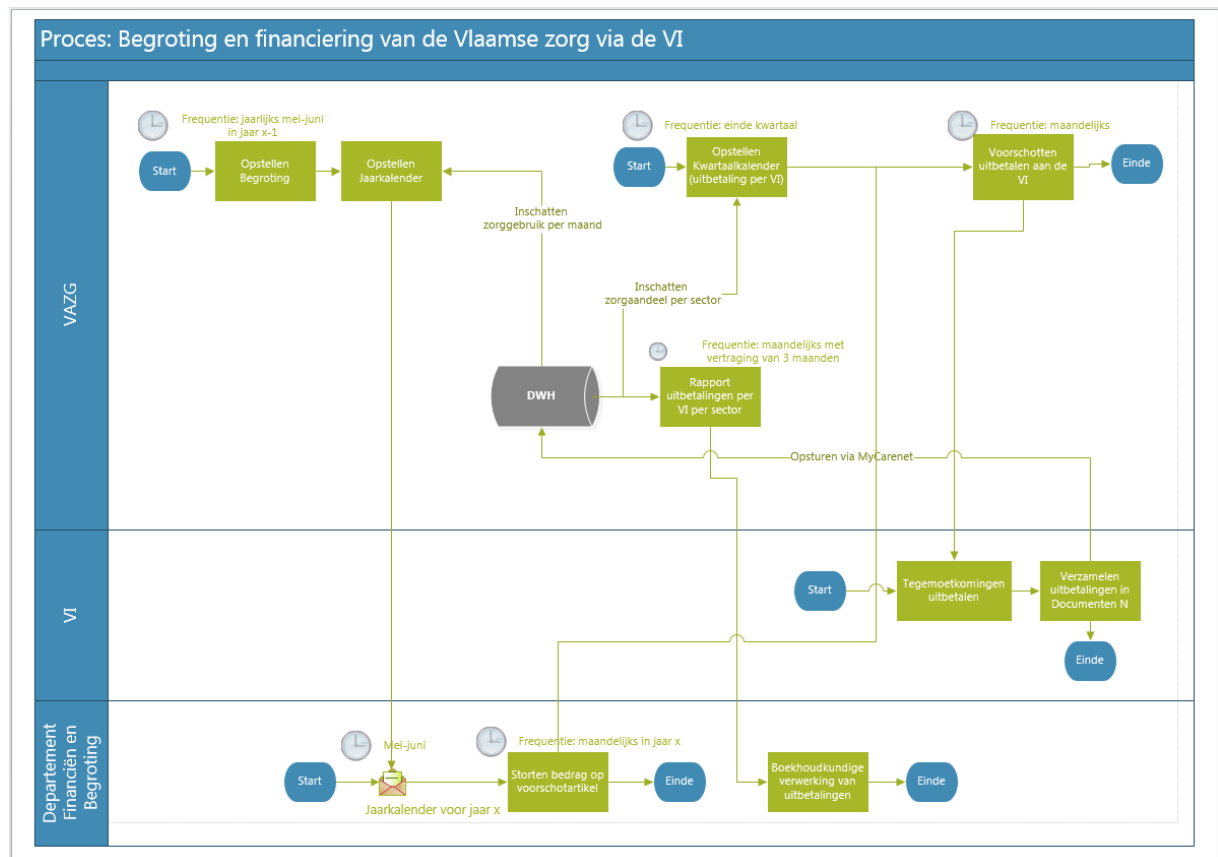 Proces: Begroting en financiering van de Vlaamse zorg via de VI
VAZG
Frequentie: jaarlijks mei-juni
in jaar x-1
Start
Opstellen
Begroting
Opstellen
Jaarkalender
Frequentie: einde kwartaal
Start
Opstellen
Kwartaalkalender
(uitbetaling per VI)
Frequentie: maandelijks
Voorschotten
uitbetalen aan de
VI
Einde
Inschatten
zorggebruik per maand
Inschatten
zorgaandeel per sector
Frequentie: maandelijks met
vertraging van 3 maanden
DWH
Rapport
uitbetalingen per
VI per sector
Opsturen via MyCarenet
VI
Start
Tegemoetkomingen
uitbetalen
Verzamelen
uitbetalingen in
Documenten N
Einde
Departement
Financiën en
Begroting
Mei-juni
Start
Jaarkalender voor jaar x
Frequentie: maandelijks in jaar x
Storten bedrag op
voorschotartikel
Einde
Boekhoudkundige
verwerking van
uitbetalingen
Einde